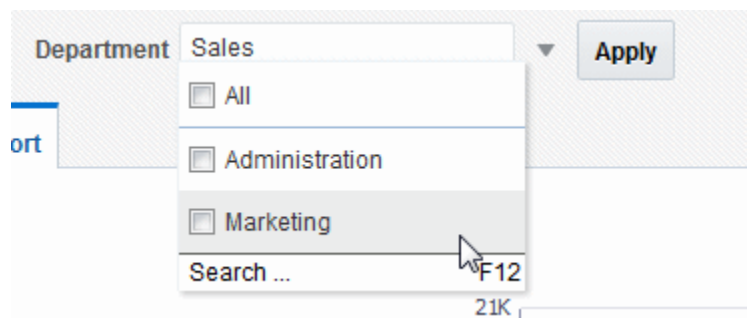 Department Sales Apply
All
ort
Administration
Marketing
Search ... F12
21K